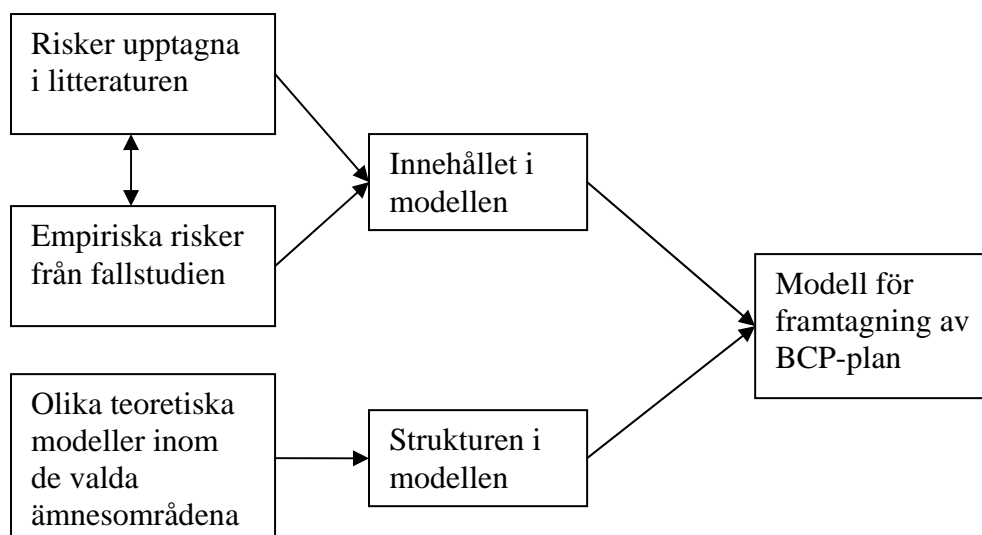 Risker upptagna
i litteraturen
Empiriska risker
från fallstudien
Olika teoretiska
modeller inom
de valda
ämnesområdena
Innehållet i
modellen
Strukturen i
modellen
Modell för
framtagning av
BCP-plan